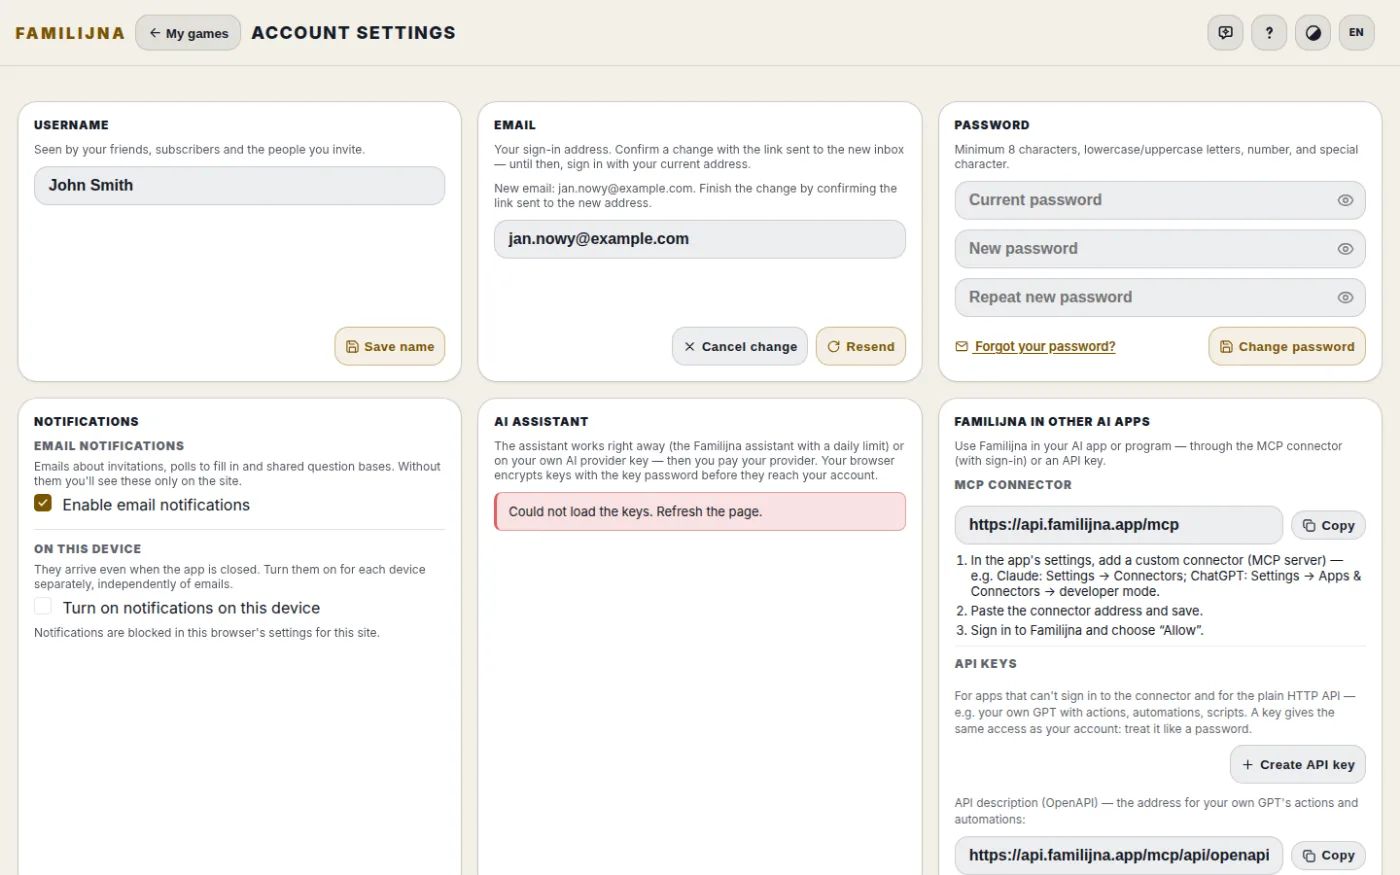 FAMILIJNA
← My games
ACCOUNT SETTINGS
?
EN
USERNAME
Seen by your friends, subscribers and the people you invite.
John Smith
Save name
EMAIL
Your sign-in address. Confirm a change with the link sent to the new inbox
— until then, sign in with your current address.
New email: jan.nowy@example.com. Finish the change by confirming the
link sent to the new address.
jan.nowy@example.com
Cancel change
Resend
PASSWORD
Minimum 8 characters, lowercase/uppercase letters, number, and special
character.
Current password
New password
Repeat new password
Forgot your password?
Change password
NOTIFICATIONS
EMAIL NOTIFICATIONS
Emails about invitations, polls to fill in and shared question bases. Without
them you'll see these only on the site.
Enable email notifications
ON THIS DEVICE
They arrive even when the app is closed. Turn them on for each device
separately, independently of emails.
Turn on notifications on this device
Notifications are blocked in this browser's settings for this site.
AI ASSISTANT
The assistant works right away (the Familijna assistant with a daily limit) or
on your own AI provider key — then you pay your provider. Your browser
encrypts keys with the key password before they reach your account.
Could not load the keys. Refresh the page.
FAMILIJNA IN OTHER AI APPS
Use Familijna in your AI app or program — through the MCP connector
(with sign-in) or an API key.
MCP CONNECTOR
https://api.familijna.app/mcp
Copy
1. In the app's settings, add a custom connector (MCP server) —
e.g. Claude: Settings → Connectors; ChatGPT: Settings → Apps &
Connectors → developer mode.
2. Paste the connector address and save.
3. Sign in to Familijna and choose “Allow”.
API KEYS
For apps that can't sign in to the connector and for the plain HTTP API —
e.g. your own GPT with actions, automations, scripts. A key gives the
same access as your account: treat it like a password.
+ Create API key
API description (OpenAPI) — the address for your own GPT's actions and
automations:
https://api.familijna.app/mcp/api/openapi
Copy